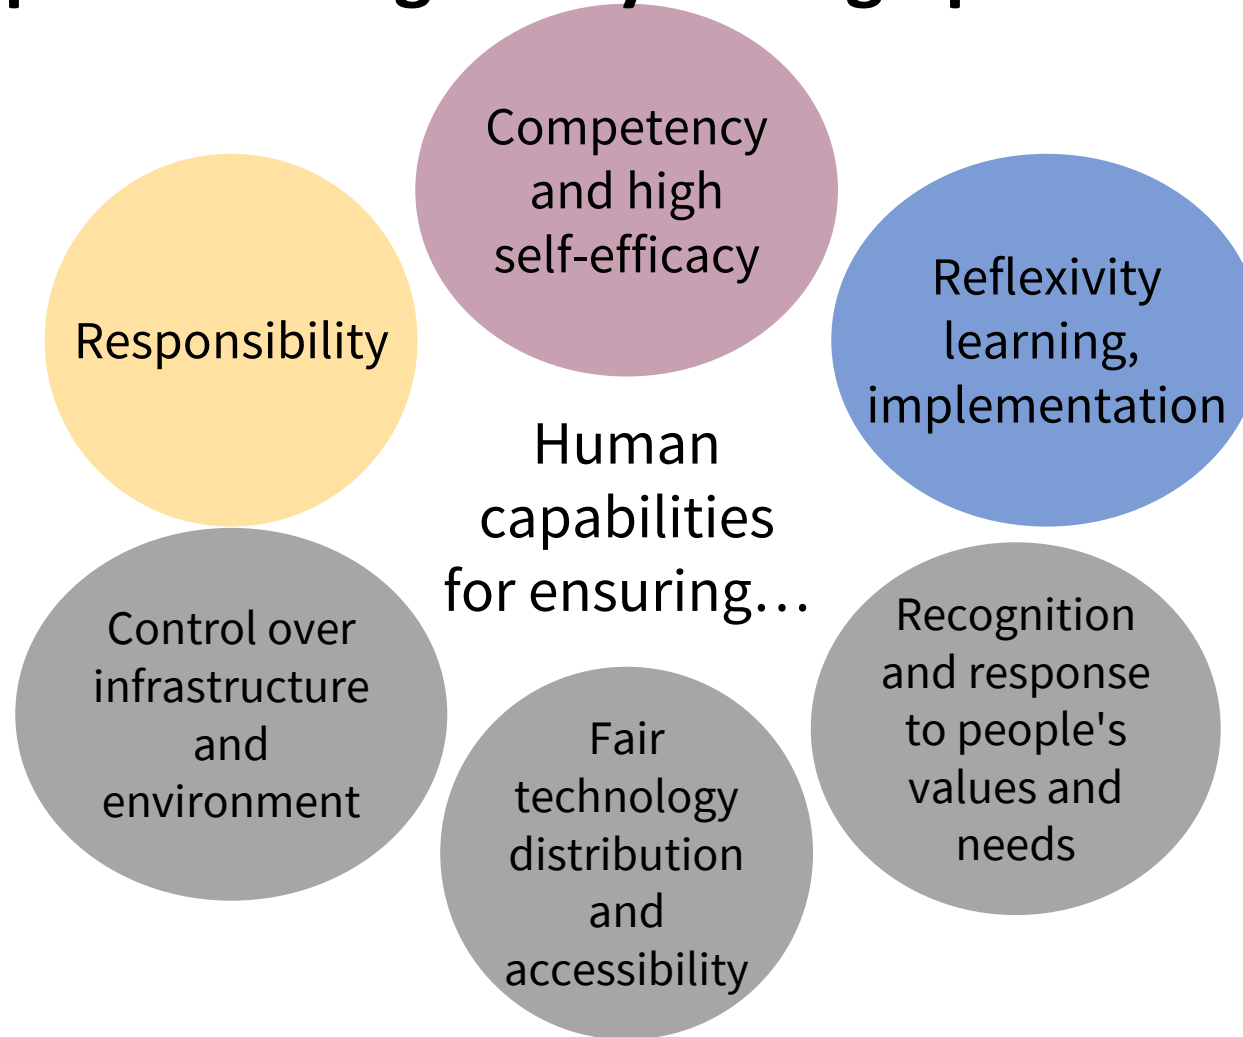 Competency
and high
self-efficacy
Responsibility
Reflexivity
learning,
implementation
Human
capabilities
for ensuring…
Control over
infrastructure
and
environment
Fair
technology
distribution
and
accessibility
Recognition
and response
to people's
values and
needs